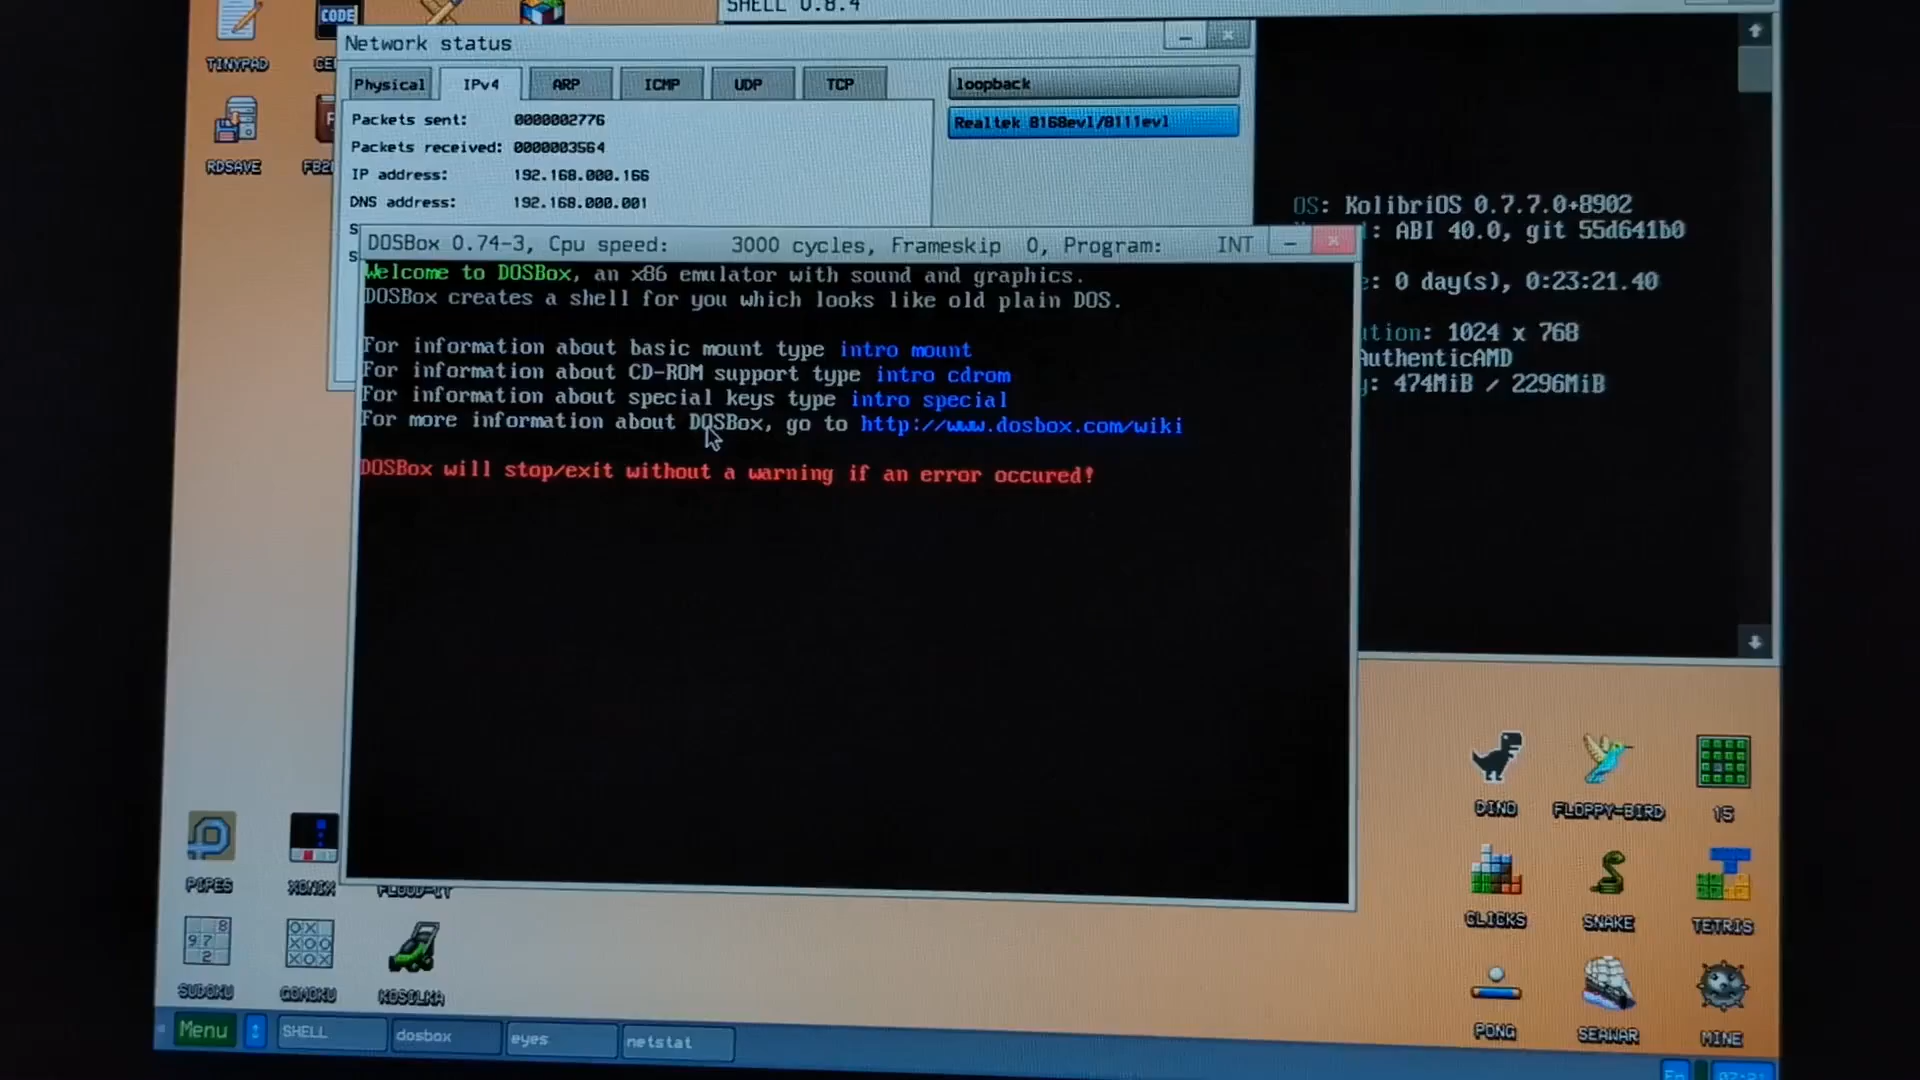 SHELL 0.8.4
TINYPAD
RDSAVE
CODE
Network status
Physical
IPv4
ARP
ICMP
UDP
TCP
loopback
Realtek 8168evl/8111evl
Packets sent: 0000002776
Packets received: 0000003564
IP address: 192.168.000.166
DNS address: 192.168.000.001
OS: KolibriOS 0.7.7.0+8902
: ABI 40.0, git 55d641b0
: 0 day(s), 0:23:21.40
ution: 1024 x 768
AuthenticAMD
: 474MiB / 2296MiB
DOSBox 0.74-3, Cpu speed: 3000 cycles, Frameskip 0, Program: INT
Welcome to DOSBox, an x86 emulator with sound and graphics.
DOSBox creates a shell for you which looks like old plain DOS.
For information about basic mount type intro mount
For information about CD-ROM support type intro cdrom
For information about special keys type intro special
For more information about DOSBox, go to http://www.dosbox.com/wiki
DOSBox will stop/exit without a warning if an error occured!
DINO
FLOPPY-BIRD
15
CLICKS
SNAKE
TETRIS
PONG
SEAWAR
MINE
PIPES
XONIX
FLOOD-IT
SUDOKU
GOMOKU
KOSILKA
Menu
SHELL
dosbox
eyes
netstat
En